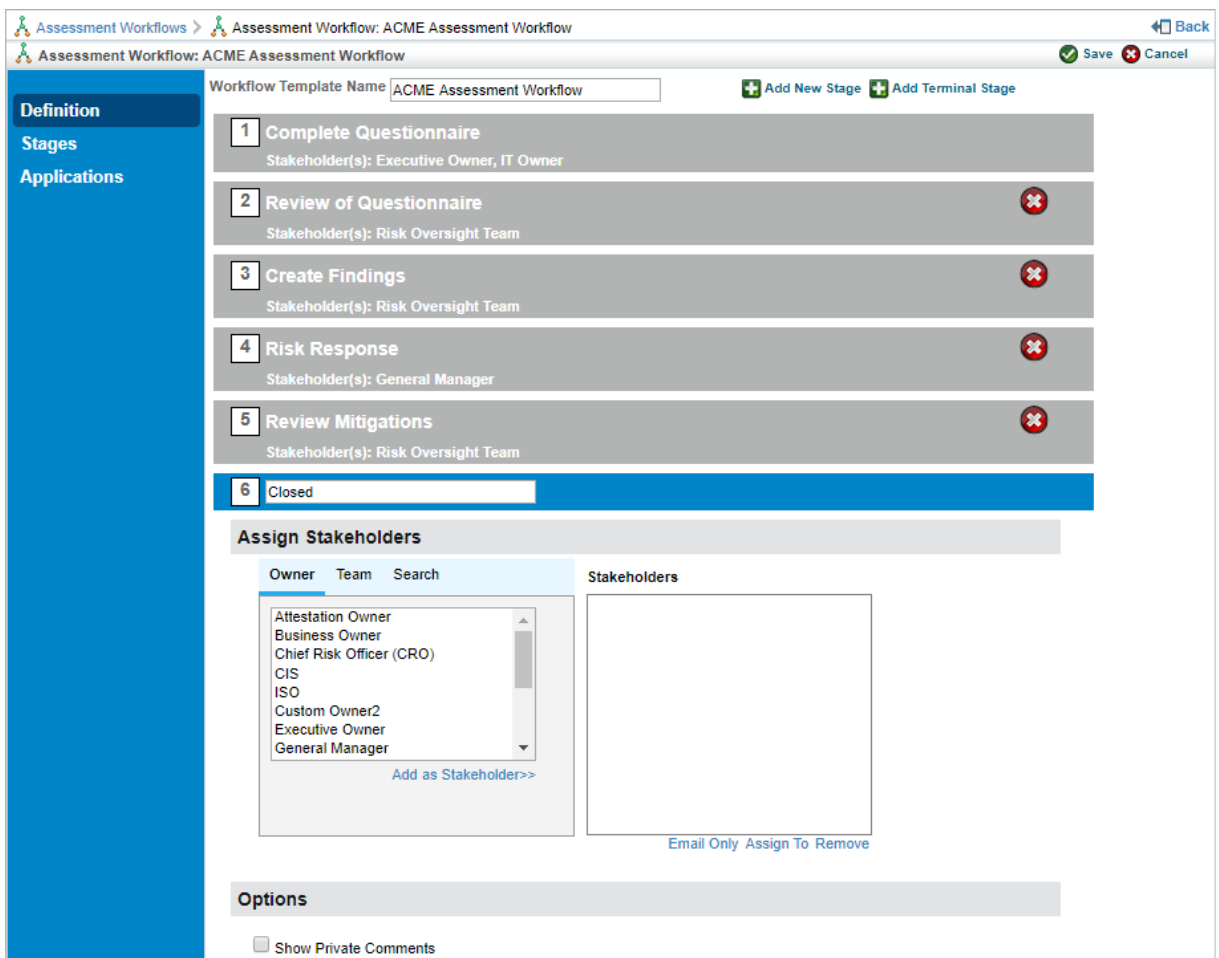 Assessment Workflows > Assessment Workflow: ACME Assessment Workflow Back
Assessment Workflow: ACME Assessment Workflow Save Cancel
Workflow Template Name ACME Assessment Workflow Add New Stage Add Terminal Stage
Definition
Stages
Applications
1 Complete Questionnaire
Stakeholder(s): Executive Owner, IT Owner
2 Review of Questionnaire
Stakeholder(s): Risk Oversight Team
3 Create Findings
Stakeholder(s): Risk Oversight Team
4 Risk Response
Stakeholder(s): General Manager
5 Review Mitigations
Stakeholder(s): Risk Oversight Team
6 Closed
Assign Stakeholders
Owner Team Search
Stakeholders
Attestation Owner
Business Owner
Chief Risk Officer (CRO)
CIS
ISO
Custom Owner2
Executive Owner
General Manager
Add as Stakeholder>>
Email Only Assign To Remove
Options
Show Private Comments